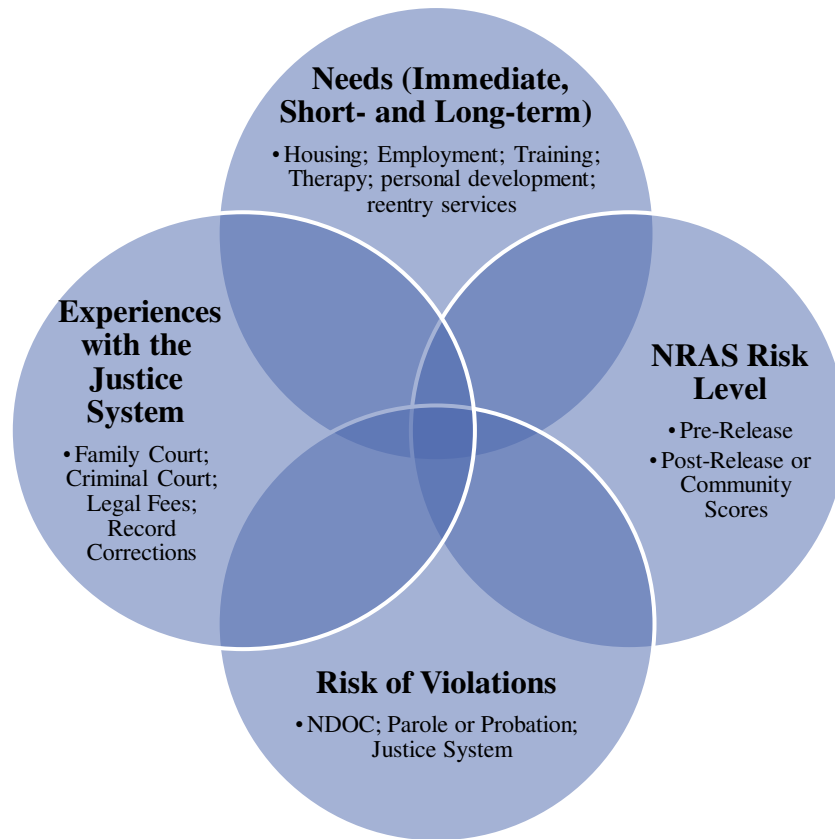 Needs (Immediate,
Short- and Long-term)
• Housing; Employment; Training;
Therapy; personal development;
reentry services
Experiences
with the
Justice
System
• Family Court;
Criminal Court;
Legal Fees;
Record
Corrections
NRAS Risk
Level
• Pre-Release
• Post-Release or
Community
Scores
Risk of Violations
• NDOC; Parole or Probation;
Justice System